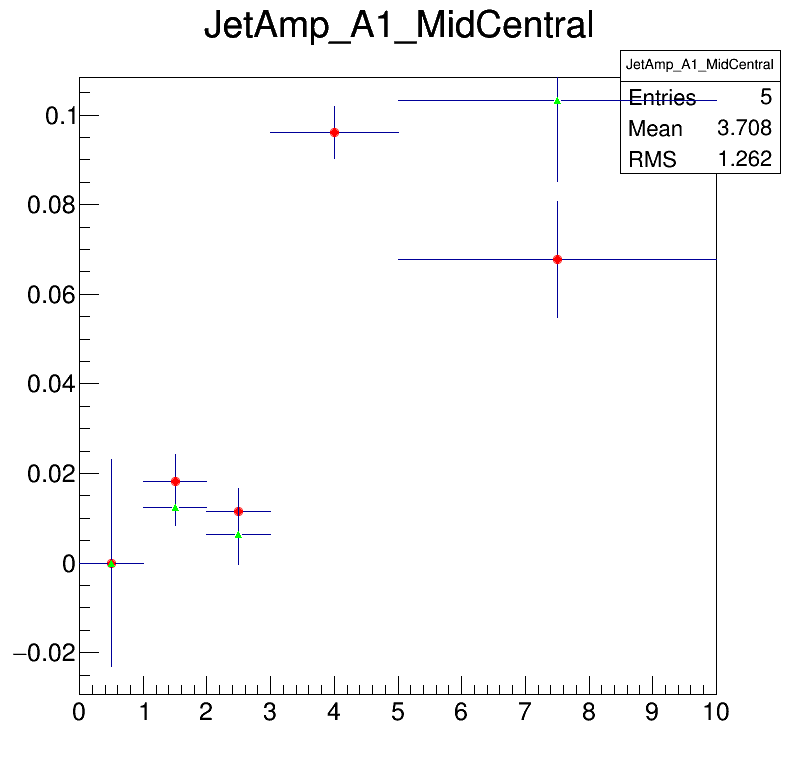 JetAmp_A1_MidCentral
JetAmp_A1_MidCentral
Entries 5
Mean 3.708
RMS 1.262
0.1
0.08
0.06
0.04
0.02
0
−0.02
0 1 2 3 4 5 6 7 8 9 10